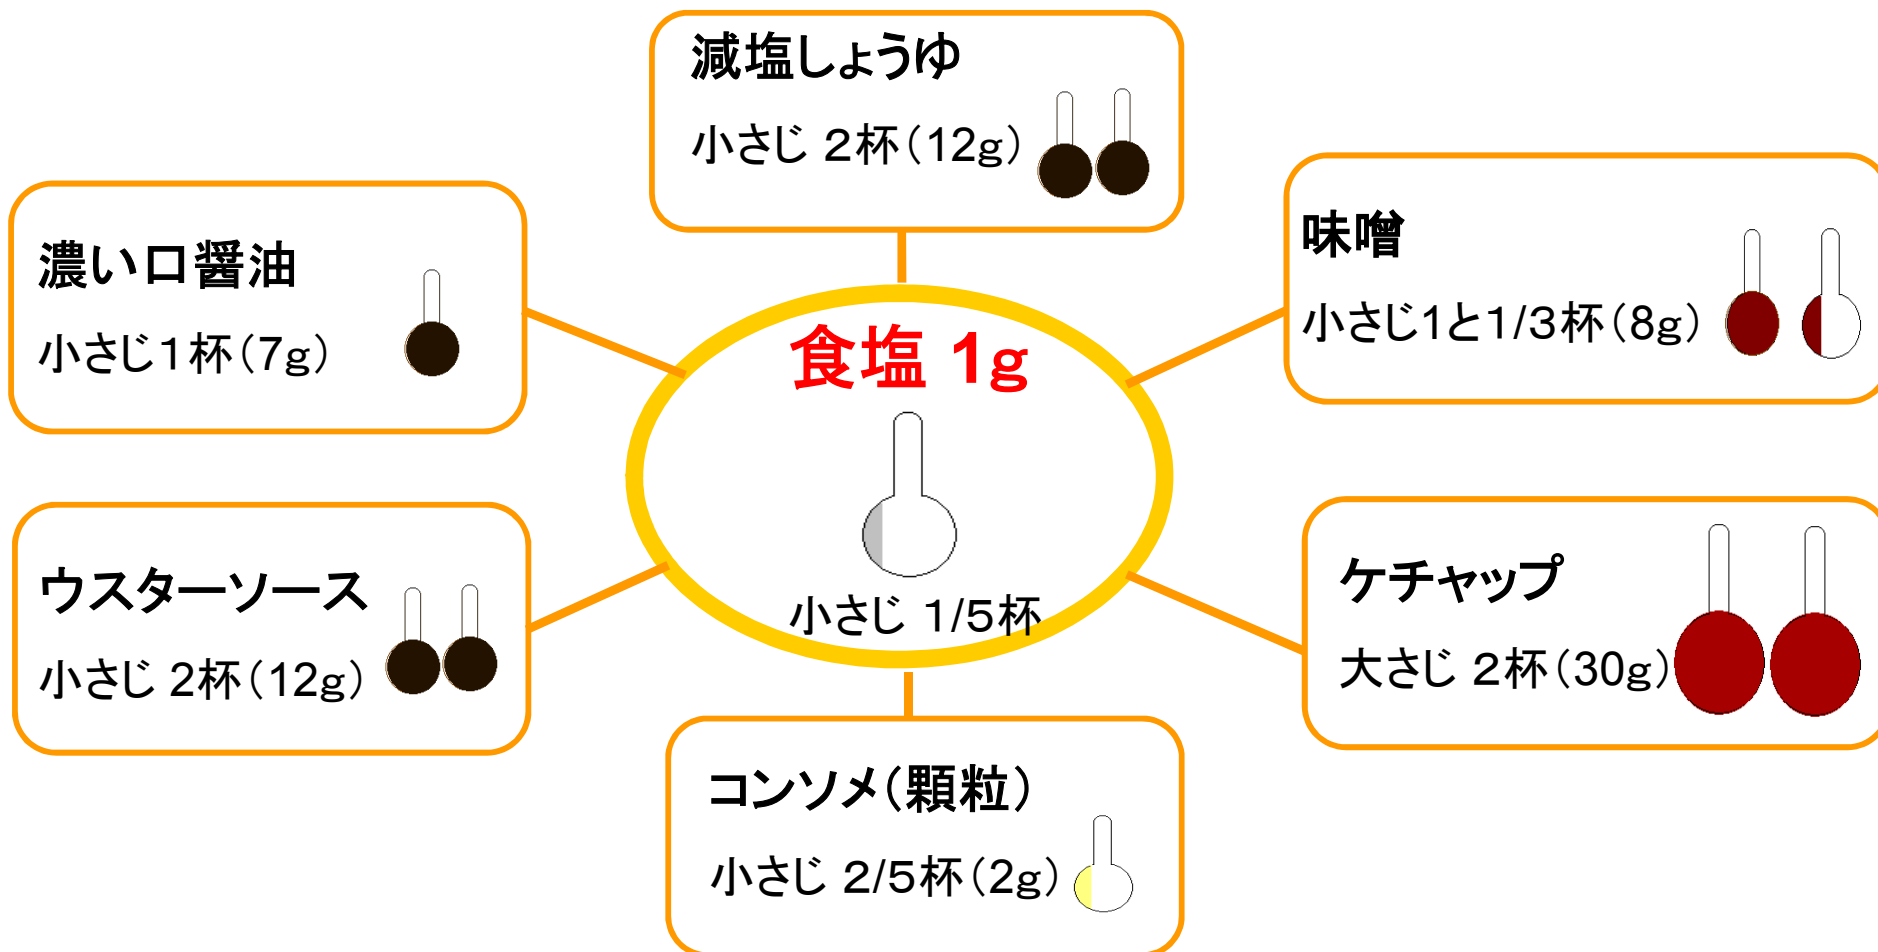 減塩しょうゆ
小さじ 2杯(12g)
濃い口醤油
小さじ1杯(7g)
味噌
小さじ1と1/3杯(8g)
食塩 1g
小さじ 1/5杯
ウスターソース
小さじ 2杯(12g)
ケチャップ
大さじ 2杯(30g)
コンソメ(顆粒)
小さじ 2/5杯(2g)